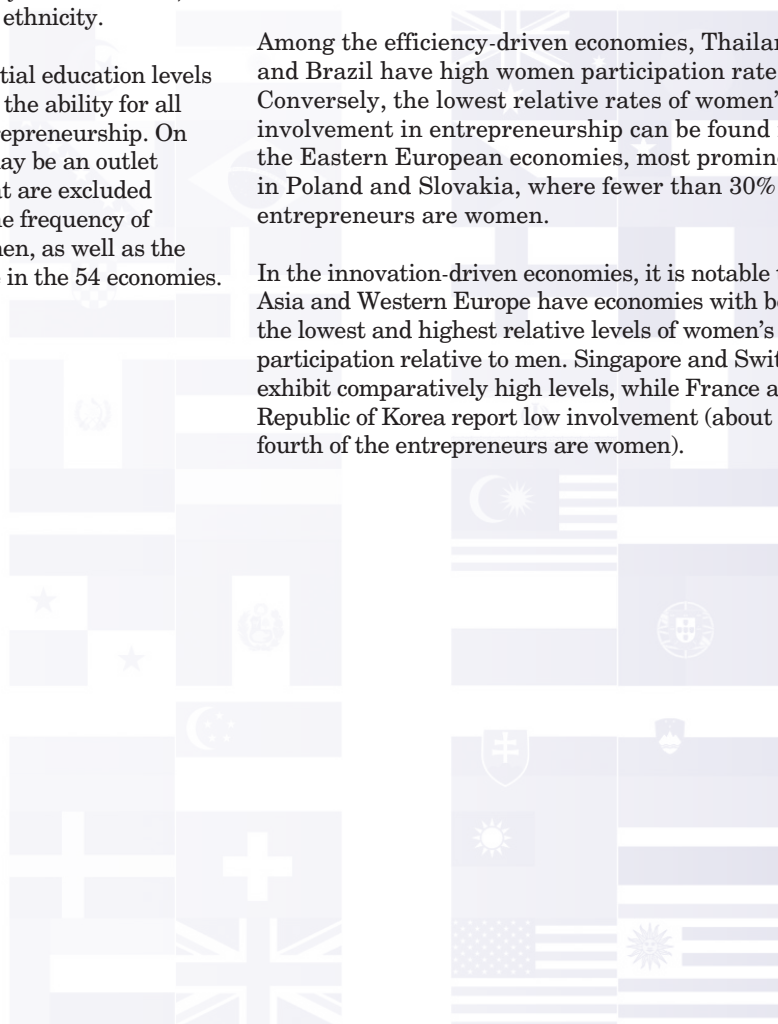 ethnicity.
tial education levels
the ability for all
repreneurship. On
ay be an outlet
t are excluded
e frequency of
en, as well as the
in the 54 economies.
Among the efficiency-driven economies, Thailan
and Brazil have high women participation rate
Conversely, the lowest relative rates of women'
involvement in entrepreneurship can be found
the Eastern European economies, most promine
in Poland and Slovakia, where fewer than 30%
entrepreneurs are women.
In the innovation-driven economies, it is notable
Asia and Western Europe have economies with b
the lowest and highest relative levels of women's
participation relative to men. Singapore and Swit
exhibit comparatively high levels, while France a
Republic of Korea report low involvement (about
fourth of the entrepreneurs are women).